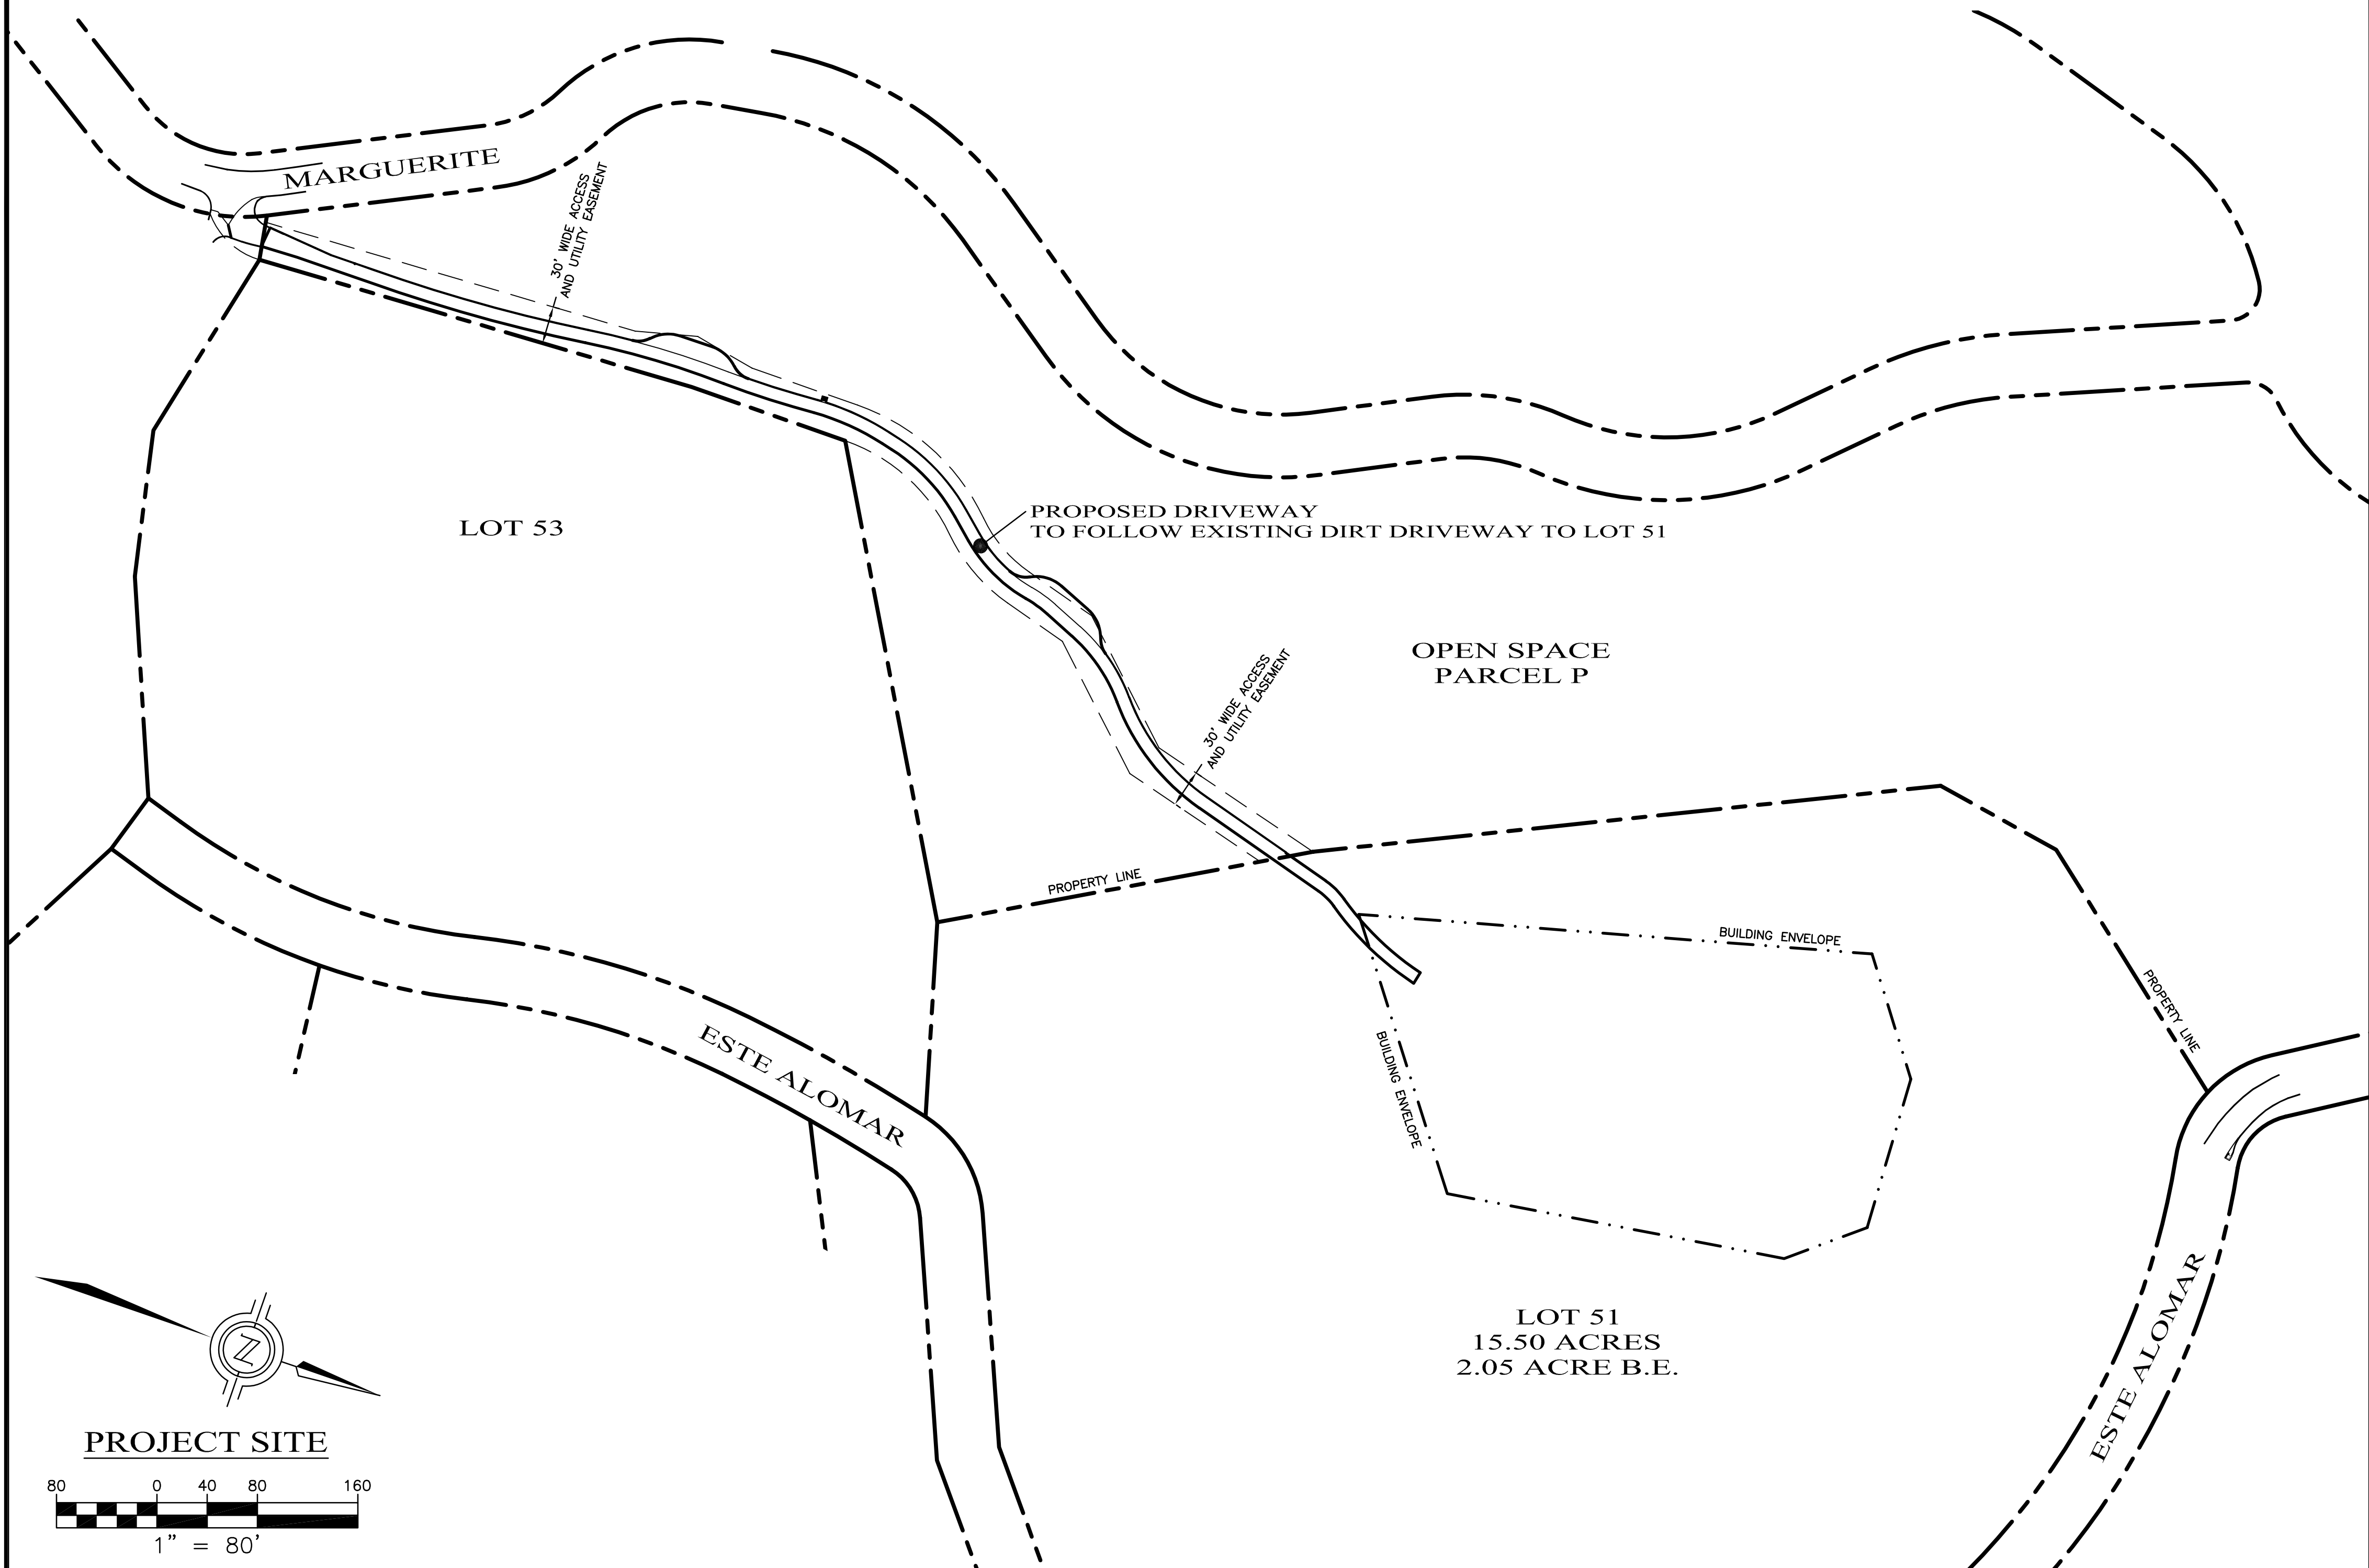 MARGUERITE
30' WIDE ACCESS
AND UTILITY EASEMENT
LOT 53
PROPOSED DRIVEWAY
TO FOLLOW EXISTING DIRT DRIVEWAY TO LOT 51
OPEN SPACE
PARCEL P
30' WIDE ACCESS
AND UTILITY EASEMENT
PROPERTY LINE
BUILDING ENVELOPE
PROPERTY LINE
BUILDING ENVELOPE
ESTE ALOMAR
LOT 51
15.50 ACRES
2.05 ACRE B.E.
ESTE ALOMAR
N
PROJECT SITE
80 0 40 80 160
1" = 80'